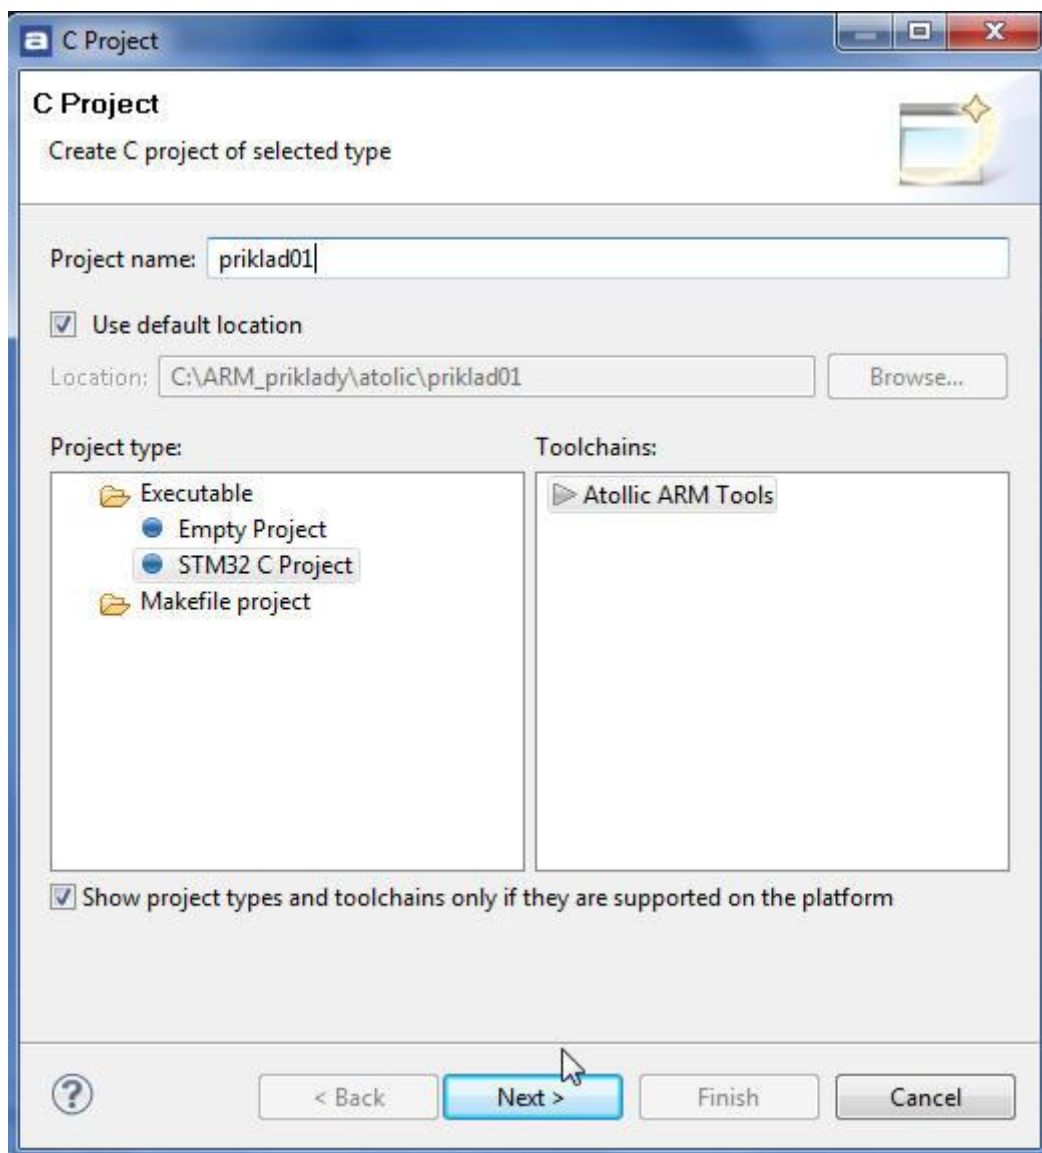 C Project
C Project
Create C project of selected type
Project name: priklad01
Use default location
Location: C:\ARM_priklady\atolic\priklad01 Browse...
Project type: Toolchains:
Executable Atollic ARM Tools
Empty Project
STM32 C Project
Makefile project
Show project types and toolchains only if they are supported on the platform
? < Back Next > Finish Cancel